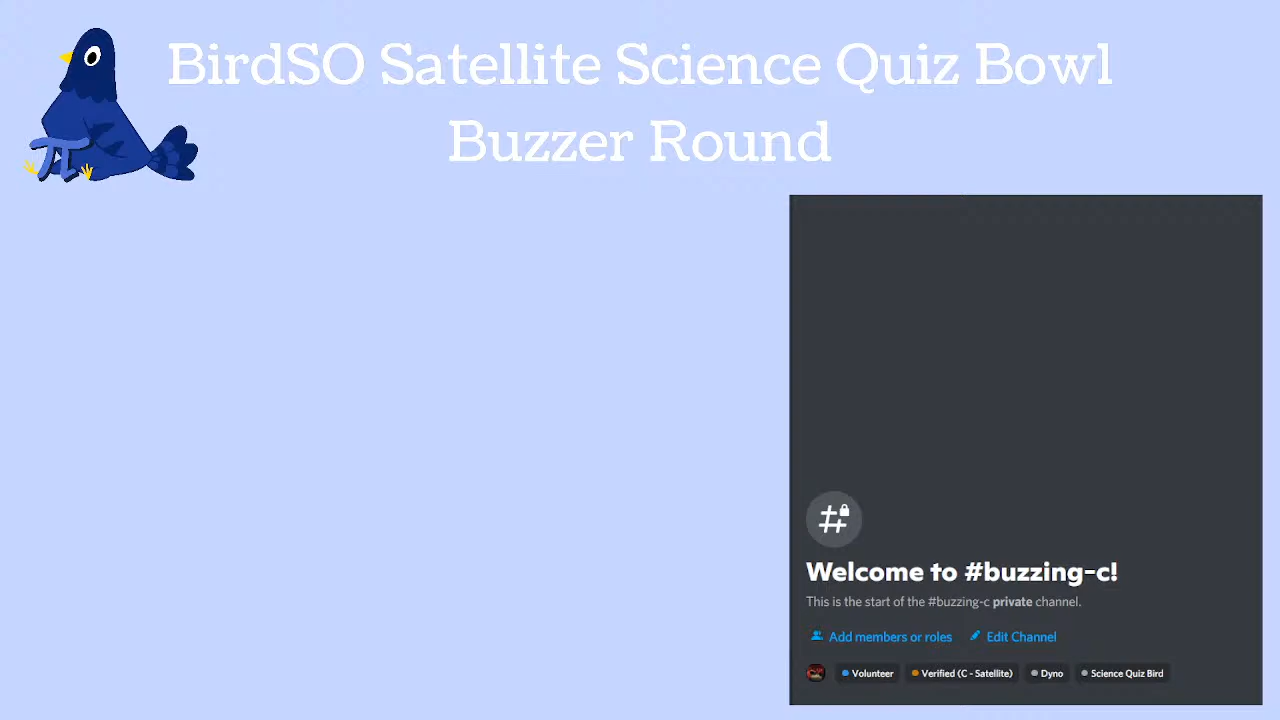 BirdSO Satellite Science Quiz Bowl
Buzzer Round
Welcome to #buzzing-c!
This is the start of the #buzzing-c private channel.
Add members or roles Edit Channel
Volunteer Verified (C - Satellite) Dyno Science Quiz Bird